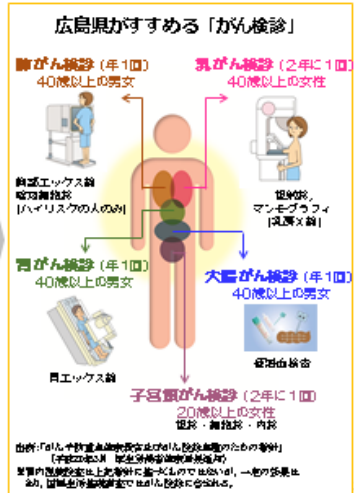 広島県がすすめる「がん検診」
肺がん検診（年１回）
40歳以上の男女
胸部エックス線
喀痰細胞診
[ハイリスクの人のみ]
乳がん検診（２年に１回）
40歳以上の女性
視触診、
マンモグラフィ
[乳房Ｘ線]
胃がん検診（年１回）
40歳以上の男女
胃エックス線
大腸がん検診（年１回）
40歳以上の男女
便潜血検査
子宮頸がん検診（２年に１回）
20歳以上の女性
視診・細胞診・内診